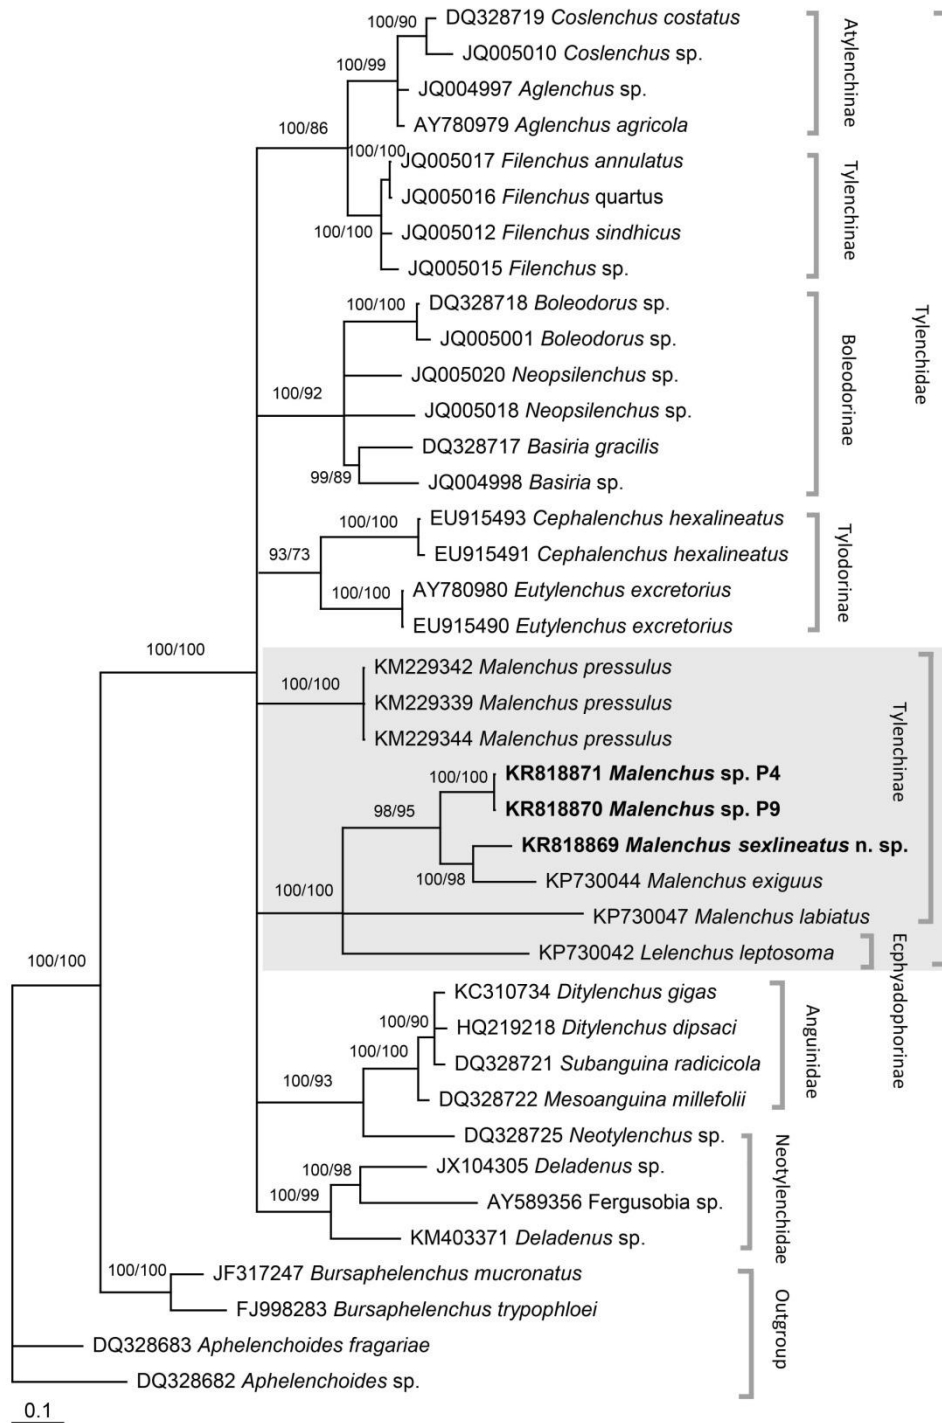 100/90
DQ328719 Coslenchus costatus
100/99
JQ005010 Coslenchus sp.
JQ004997 Aglenchus sp.
100/86
AY780979 Aglenchus agricola
Atylenchinae
100/100
JQ005017 Filenchus annulatus
JQ005016 Filenchus quartus
100/100
JQ005012 Filenchus sindhicus
JQ005015 Filenchus sp.
Tylenchinae
100/100
DQ328718 Boleodorus sp.
JQ005001 Boleodorus sp.
JQ005020 Neopsilenchus sp.
100/92
JQ005018 Neopsilenchus sp.
DQ328717 Basiria gracilis
99/89
JQ004998 Basiria sp.
Boleodorinae
Tylenchidae
100/100
EU915493 Cephalenchus hexalineatus
93/73
EU915491 Cephalenchus hexalineatus
100/100
AY780980 Eutylenchus excretorius
EU915490 Eutylenchus excretorius
Tylodorinae
100/100
100/100
KM229342 Malenchus pressulus
KM229339 Malenchus pressulus
KM229344 Malenchus pressulus
100/100
KR818871 Malenchus sp. P4
98/95
KR818870 Malenchus sp. P9
KR818869 Malenchus sexlineatus n. sp.
100/98
KP730044 Malenchus exiguus
100/100
KP730047 Malenchus labiatus
Tylenchinae
KP730042 Lelenchus leptosoma
Ecphyadophorinae
100/100
KC310734 Ditylenchus gigas
100/90
HQ219218 Ditylenchus dipsaci
100/100
DQ328721 Subanguina radicicola
100/93
DQ328722 Mesoanguina millefolii
Anguinidae
DQ328725 Neotylenchus sp.
100/98
JX104305 Deladenus sp.
100/99
AY589356 Fergusobia sp.
KM403371 Deladenus sp.
Neotylenchidae
100/100
JF317247 Bursaphelenchus mucronatus
FJ998283 Bursaphelenchus trypophloei
DQ328683 Aphelenchoides fragariae
DQ328682 Aphelenchoides sp.
Outgroup
0.1